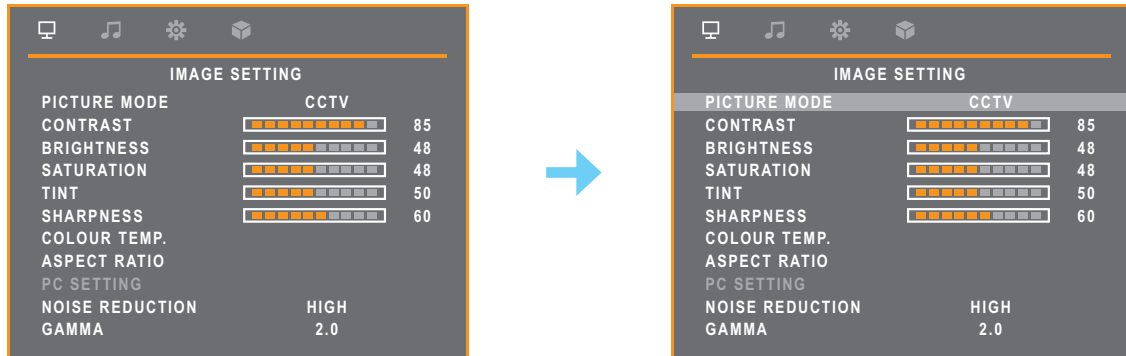 IMAGE SETTING
PICTURE MODE CCTV
CONTRAST 85
BRIGHTNESS 48
SATURATION 48
TINT 50
SHARPNESS 60
COLOUR TEMP.
ASPECT RATIO
PC SETTING
NOISE REDUCTION HIGH
GAMMA 2.0
IMAGE SETTING
PICTURE MODE CCTV
CONTRAST 85
BRIGHTNESS 48
SATURATION 48
TINT 50
SHARPNESS 60
COLOUR TEMP.
ASPECT RATIO
PC SETTING
NOISE REDUCTION HIGH
GAMMA 2.0